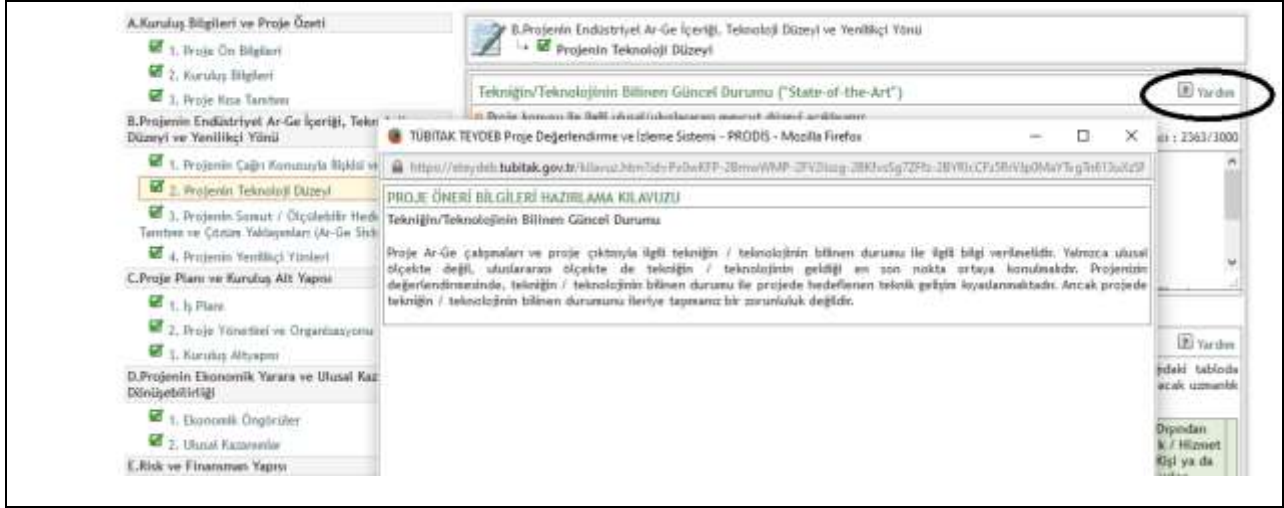 A.Kuruluş Bilgileri ve Proje Özeti
1. Proje Ön Bilgileri
2. Kuruluş Bilgileri
3. Proje Kısa Tanıtımı
B.Projenin Endüstriyel Ar-Ge İçeriği,
Düzeyi ve Yenilikçi Yönü
1. Projenin Çağrı Konusuyla İlişkisi ve
2. Projenin Teknoloji Düzeyi
3. Projenin Somut / Ölçülebilir
Tanıtımı ve Çözüm Yaklaşımları (Ar-Ge
4. Projenin Yenilikçi Yönleri
C.Proje Planı ve Kuruluş Alt Yapısı
1. İş Planı
2. Proje Yönetimi ve Organizasyonu
3. Kuruluş Altyapısı
D.Projenin Ekonomik Yarara ve Ulusal
Dönüşebilirliği
1. Ekonomik Öngörüler
2. Ulusal Kazanımlar
E.Risk ve Finansman Yapısı
B.Projenin Endüstriyel Ar-Ge İçeriği, Teknoloji Düzeyi ve Yenilikçi Yönü
Projenin Teknoloji Düzeyi
Tekniğin/Teknolojinin Bilinen Güncel Durumu ("State-of-the-Art")
Yardım
: 2363/3000
TÜBİTAK TEYDEB Proje Değerlendirme ve İzleme Sistemi - PRODİS - Mozilla Firefox
PROJE ÖNERİ BİLGİLERİ HAZIRLAMA KILAVUZU
Tekniğin/Teknolojinin Bilinen Güncel Durumu
Proje Ar-Ge çalışmaları ve proje çıktısıyla ilgili tekniğin / teknolojinin bilinen durumu ile ilgili bilgi verilmelidir. Yalnızca ulusal
ölçekte değil, uluslararası ölçekte de tekniğin / teknolojinin geldiği en son nokta ortaya konulmalıdır. Projenizin
değerlendirmesinde, tekniğin / teknolojinin bilinen durumu ile projede hedeflenen teknik gelişim kıyaslanmaktadır. Ancak projede
tekniğin / teknolojinin bilinen durumunu ileriye taşımanız bir zorunluluk değildir.
Yardım
tabloda
uzmanlık
Dışından
k / Hizmet
Kişi ya da